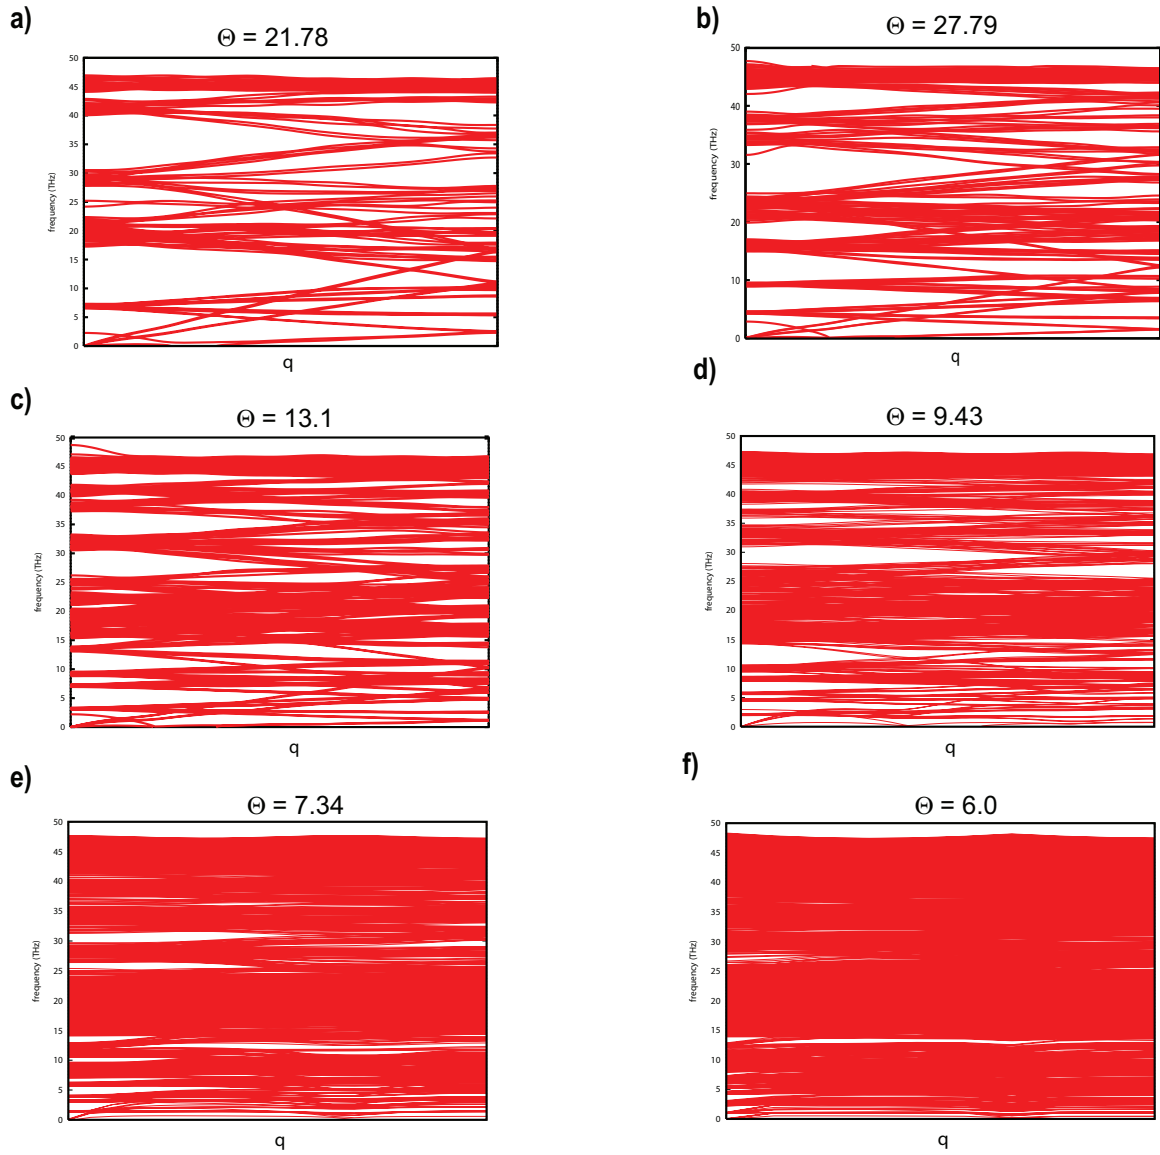 a)
Θ = 21.78
50
45
40
35
30
25
20
15
10
5
0
frequency (THz)
q
b)
Θ = 27.79
50
40
30
20
10
0
frequency (THz)
q
c)
Θ = 13.1
50
45
40
35
30
25
20
15
10
5
0
frequency (THz)
q
d)
Θ = 9.43
50
45
40
35
30
25
20
15
10
5
0
frequency (THz)
q
e)
Θ = 7.34
50
45
40
35
30
25
20
15
10
5
0
frequency (THz)
q
f)
Θ = 6.0
50
45
40
35
30
25
20
15
10
5
0
frequency (THz)
q